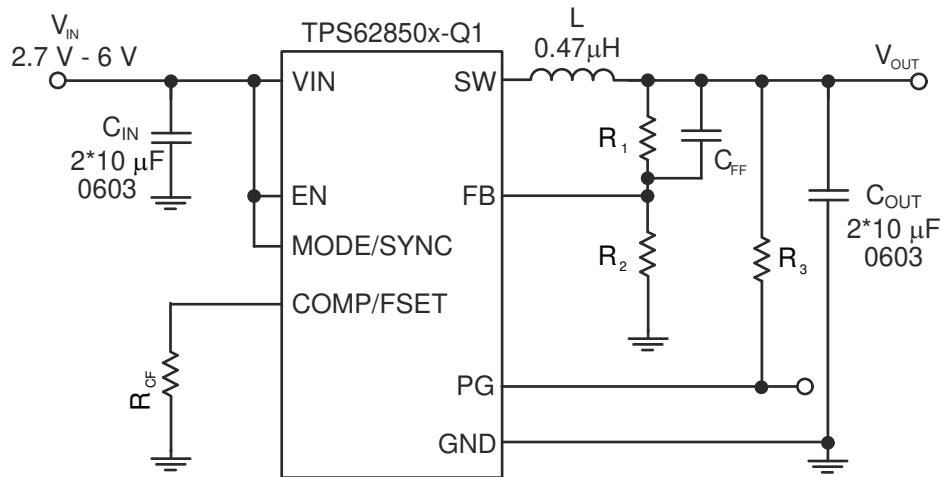 TPS62850x-Q1
L
0.47μH
V_IN
2.7 V - 6 V
V_OUT
VIN
SW
C_IN
2*10 μF
0603
R_1
C_FF
EN
FB
C_OUT
2*10 μF
0603
MODE/SYNC
R_2
R_3
COMP/FSET
R_CF
PG
GND